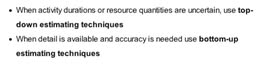 • When activity durations or resource quantities are uncertain, use top-
down estimating techniques
• When detail is available and accuracy is needed use bottom-up
estimating techniques